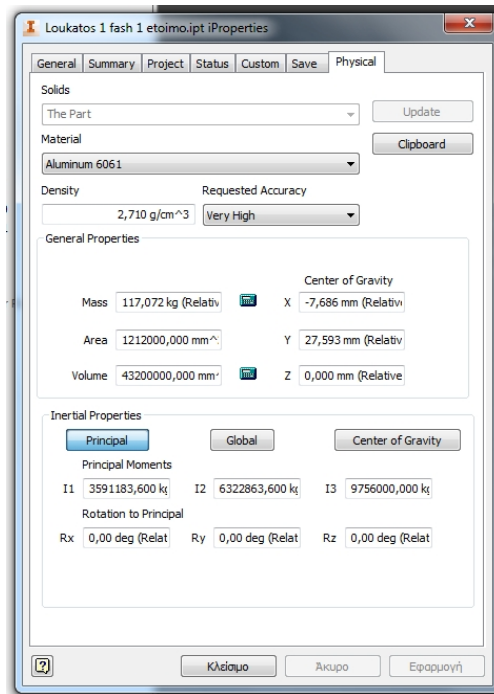 Loukatos 1 fash 1 etoimo.ipt iProperties
General Summary Project Status Custom Save Physical
Solids
The Part
Update
Material
Clipboard
Aluminum 6061
Density Requested Accuracy
2,710 g/cm^3 Very High
General Properties
Center of Gravity
Mass 117,072 kg (Relativ X -7,686 mm (Relativ
Area 1212000,000 mm^ Y 27,593 mm (Relativ
Volume 43200000,000 mm^ Z 0,000 mm (Relative
Inertial Properties
Principal Global Center of Gravity
Principal Moments
I1 3591183,600 kg I2 6322863,600 kg I3 9756000,000 kg
Rotation to Principal
Rx 0,00 deg (Relat Ry 0,00 deg (Relat Rz 0,00 deg (Relat
Κλείσιμο Άκυρο Εφαρμογή